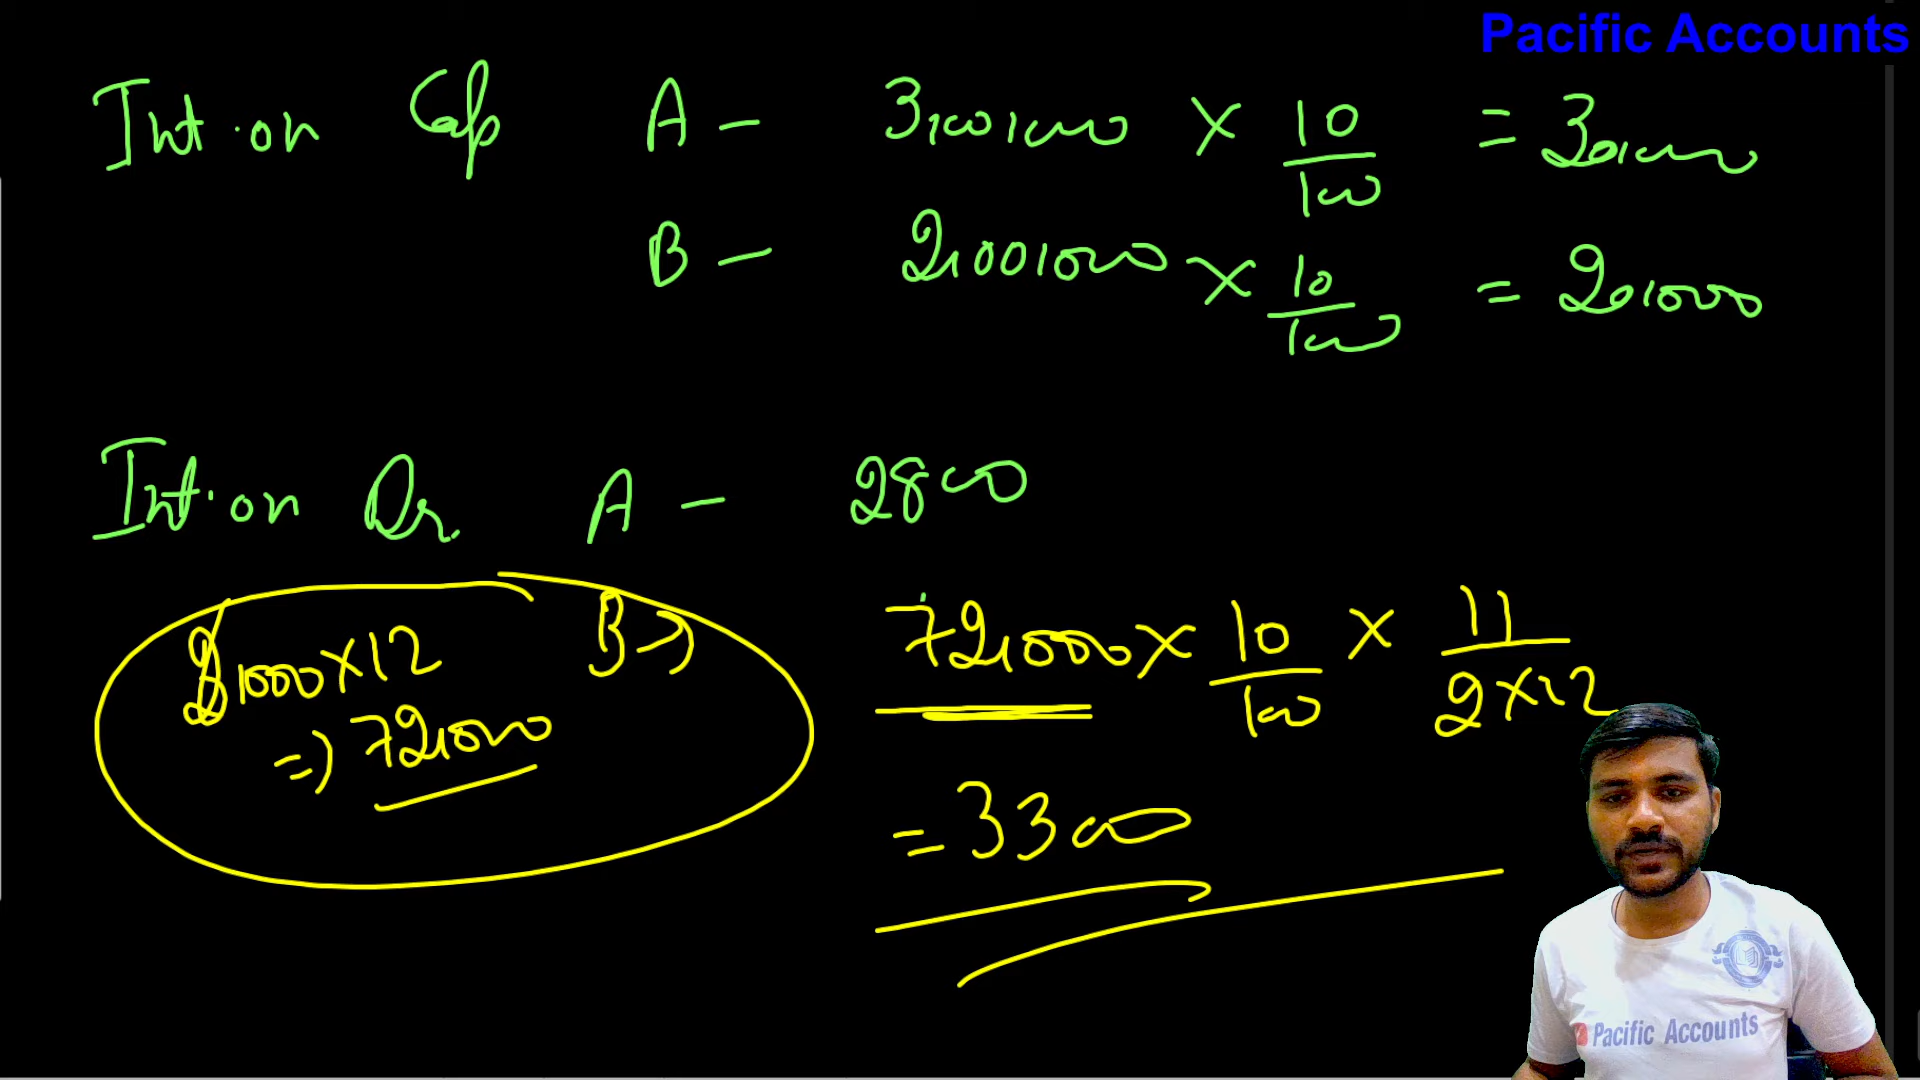 Pacific Accounts
Int. on Cap A - 3,00,000 × 10/100 = 30,000
B - 2,00,000 × 10/100 = 20,000
Int. on Dr. A - 2800
B → 72,000 × 10/100 × 11/2×12
000×12
⇒ 72,000
= 3300
Pacific Accounts